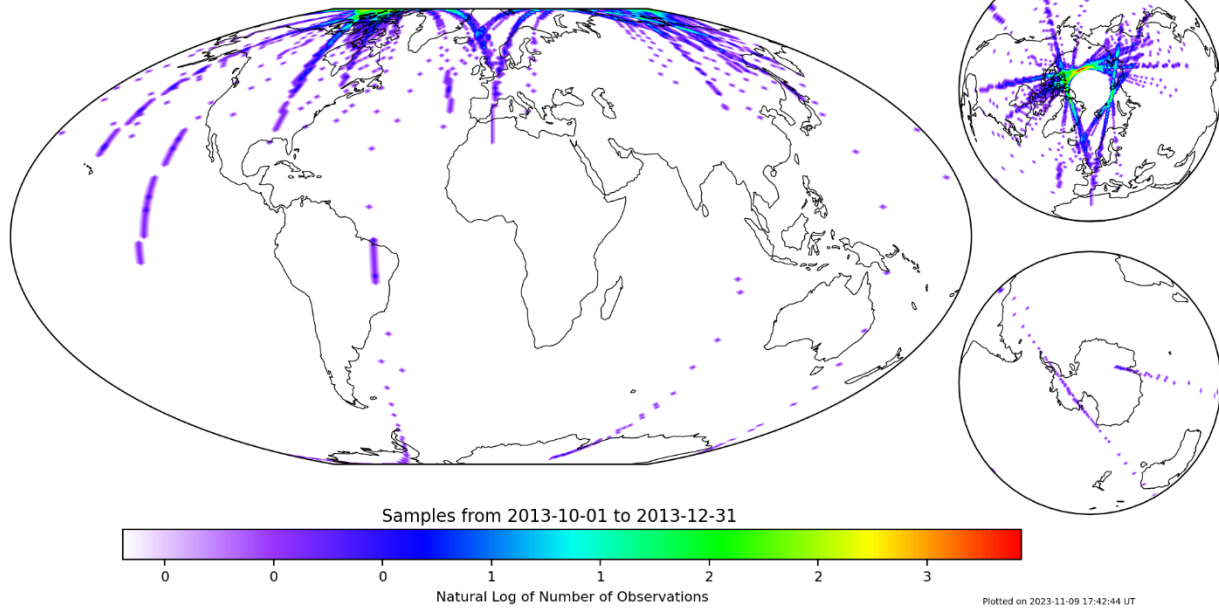 Samples from 2013-10-01 to 2013-12-31
0 0 0 1 1 2 2 3
Natural Log of Number of Observations
Plotted on 2023-11-09 17:42:44 UT